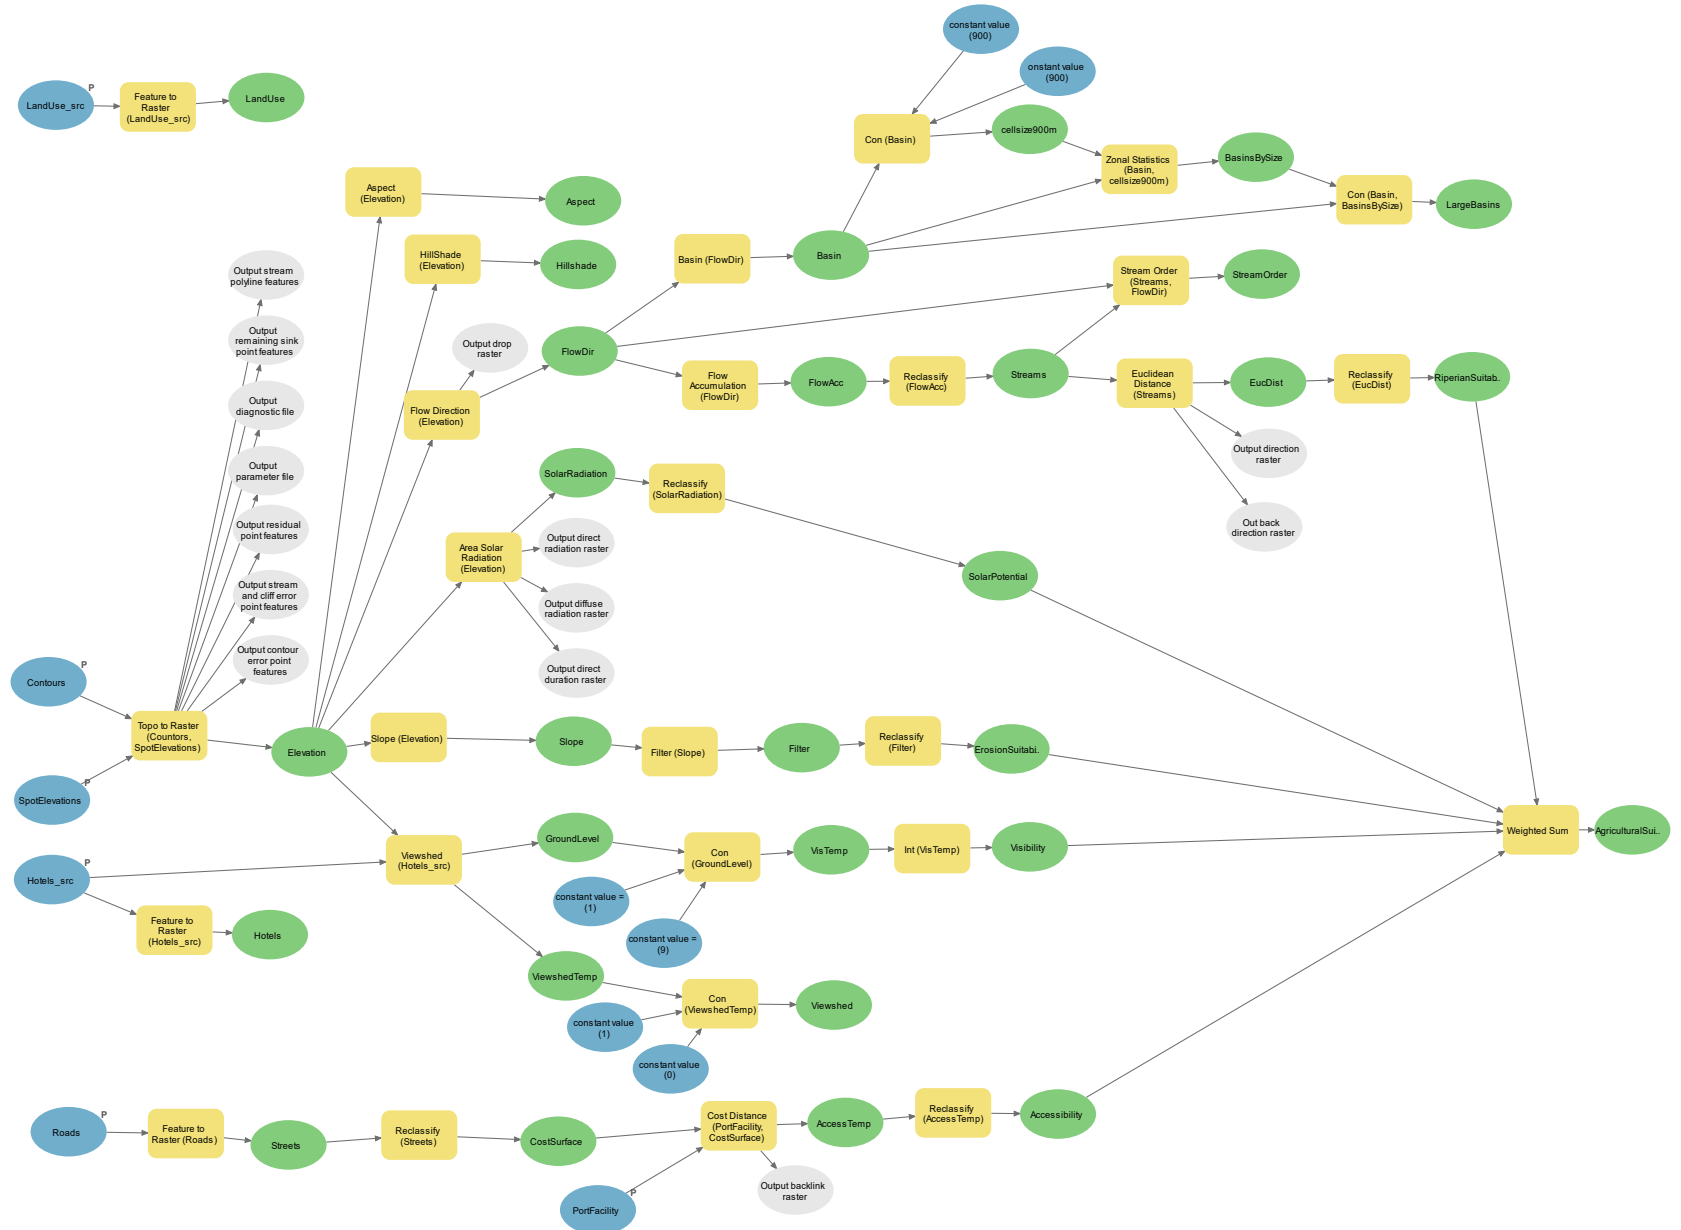 constant value
(900)
onstant value
(900)
LandUse_src
P
Feature to
Raster
(LandUse_src)
LandUse
Con (Basin)
cellsize900m
Zonal Statistics
(Basin,
cellsize900m)
BasinsBySize
Con (Basin,
BasinsBySize)
LargeBasins
Aspect
(Elevation)
Aspect
HillShade
(Elevation)
Hillshade
Basin (FlowDir)
Basin
Stream Order
(Streams,
FlowDir)
StreamOrder
Output stream
polyline features
Output
remaining sink
point features
Output
diagnostic file
Output
parameter file
Output residual
point features
Output stream
and cliff error
point features
Output contour
error point
features
Output drop
raster
FlowDir
Flow Direction
(Elevation)
Flow
Accumulation
(FlowDir)
FlowAcc
Reclassify
(FlowAcc)
Streams
Euclidean
Distance
(Streams)
EucDist
Reclassify
(EucDist)
RiperianSuitab..
Output direction
raster
Out back
direction raster
SolarRadiation
Reclassify
(SolarRadiation)
Area Solar
Radiation
(Elevation)
Output direct
radiation raster
Output diffuse
radiation raster
Output direct
duration raster
SolarPotential
Contours
P
Topo to Raster
(Countors,
SpotElevations)
SpotElevations
P
Elevation
Slope (Elevation)
Slope
Filter (Slope)
Filter
Reclassify
(Filter)
ErosionSuitabi..
Weighted Sum
AgriculturalSui..
Hotels_src
P
Viewshed
(Hotels_src)
GroundLevel
Con
(GroundLevel)
VisTemp
Int (VisTemp)
Visibility
constant value =
(1)
constant value =
(9)
Feature to
Raster
(Hotels_src)
Hotels
ViewshedTemp
Con
(ViewshedTemp)
Viewshed
constant value
(1)
constant value
(0)
Roads
P
Feature to
Raster (Roads)
Streets
Reclassify
(Streets)
CostSurface
Cost Distance
(PortFacility,
CostSurface)
AccessTemp
Reclassify
(AccessTemp)
Accessibility
Output backlink
raster
PortFacility
P